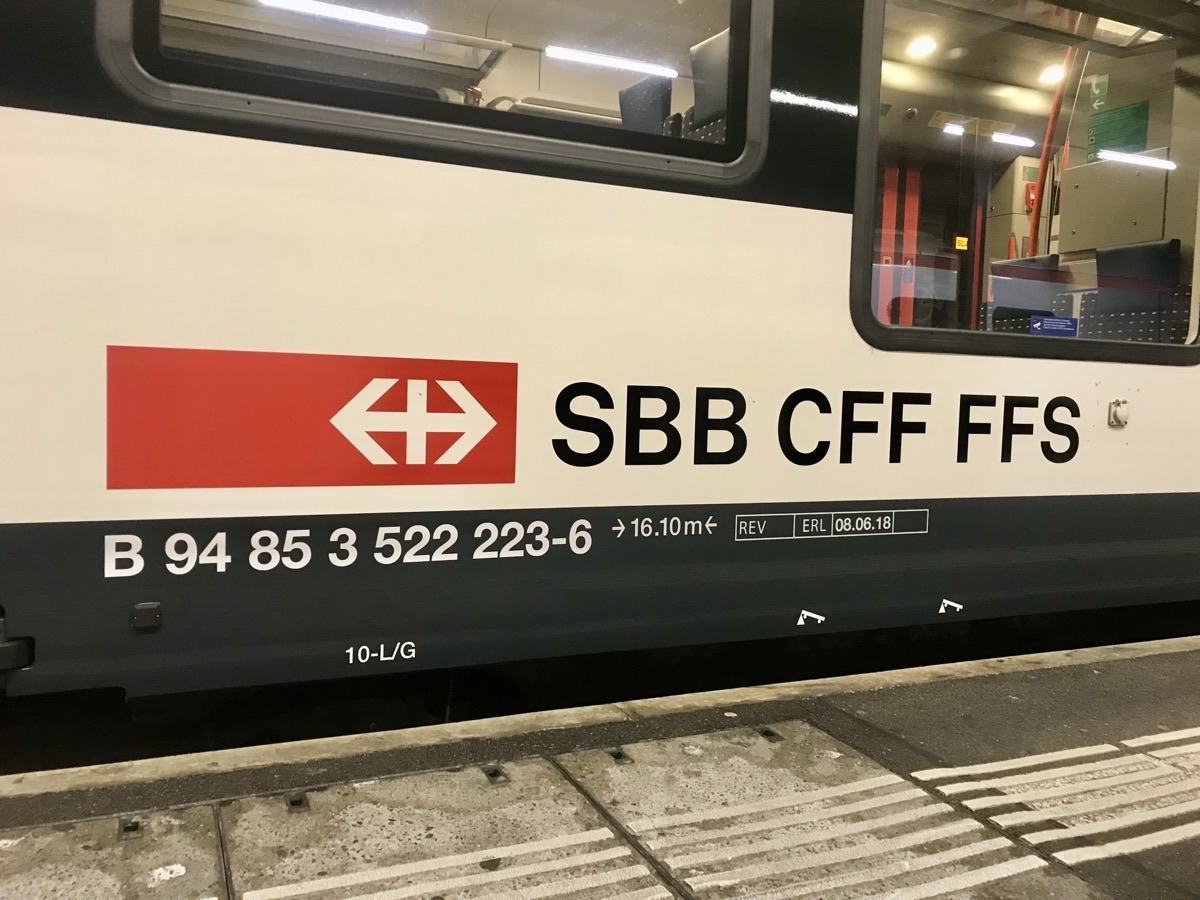 SBB CFF FFS
B 94 85 3 522 223-6 →16.10m← REV ERL 08.06.18
10-L/G